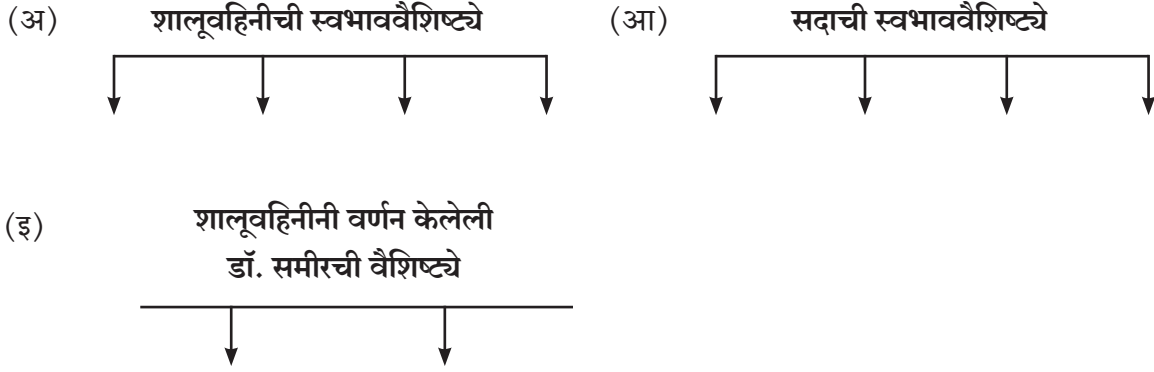 (अ) शालूवहिनीची स्वभाववैशिष्ट्ये
(आ) सदाची स्वभाववैशिष्ट्ये
(इ) शालूवहिनीनी वर्णन केलेली
डॉ. समीरची वैशिष्ट्ये